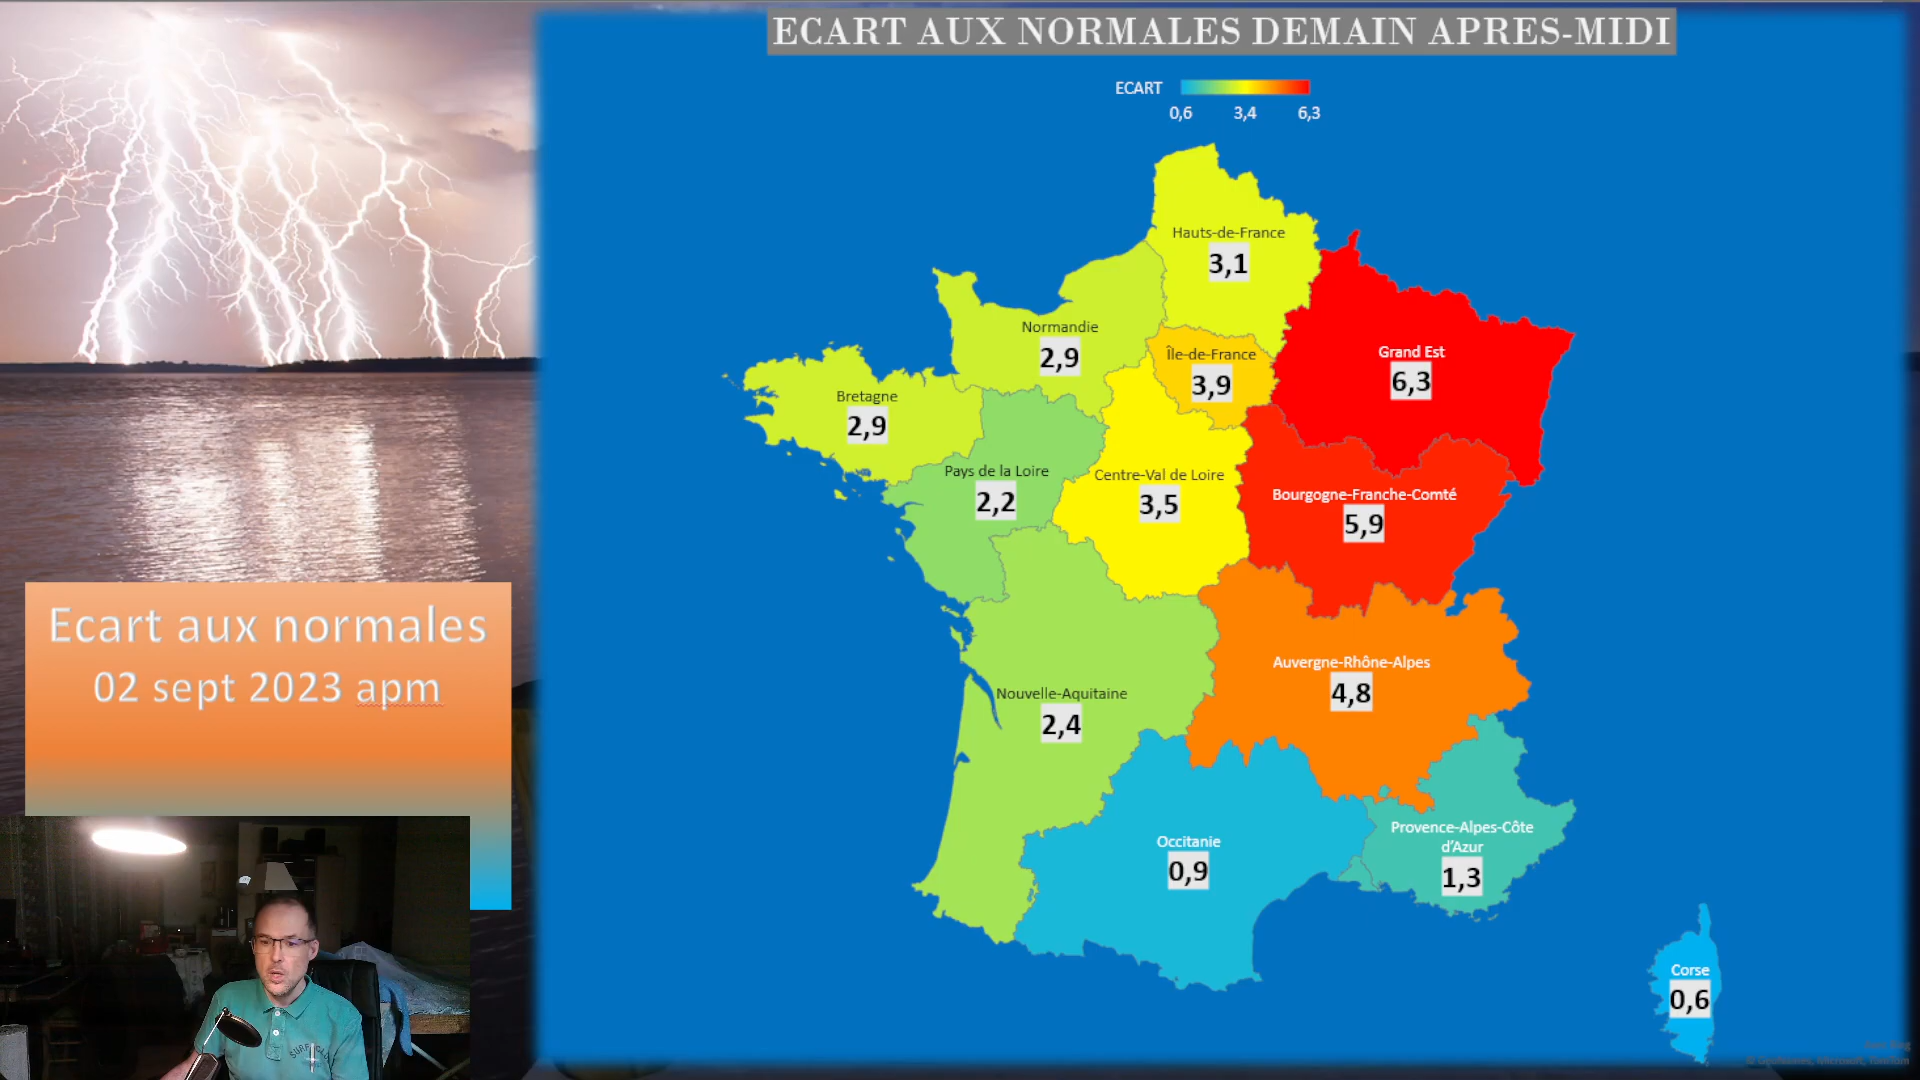 ECART AUX NORMALES DEMAIN APRES-MIDI
ECART
0,6 3,4 6,3
Hauts-de-France
3,1
Normandie
2,9
Île-de-France
3,9
Grand Est
6,3
Bretagne
2,9
Pays de la Loire
2,2
Centre-Val de Loire
3,5
Bourgogne-Franche-Comté
5,9
Ecart aux normales
02 sept 2023 apm
Auvergne-Rhône-Alpes
4,8
Nouvelle-Aquitaine
2,4
Occitanie
0,9
Provence-Alpes-Côte
d'Azur
1,3
Corse
0,6
© GeoNames, Microsoft, TomTom